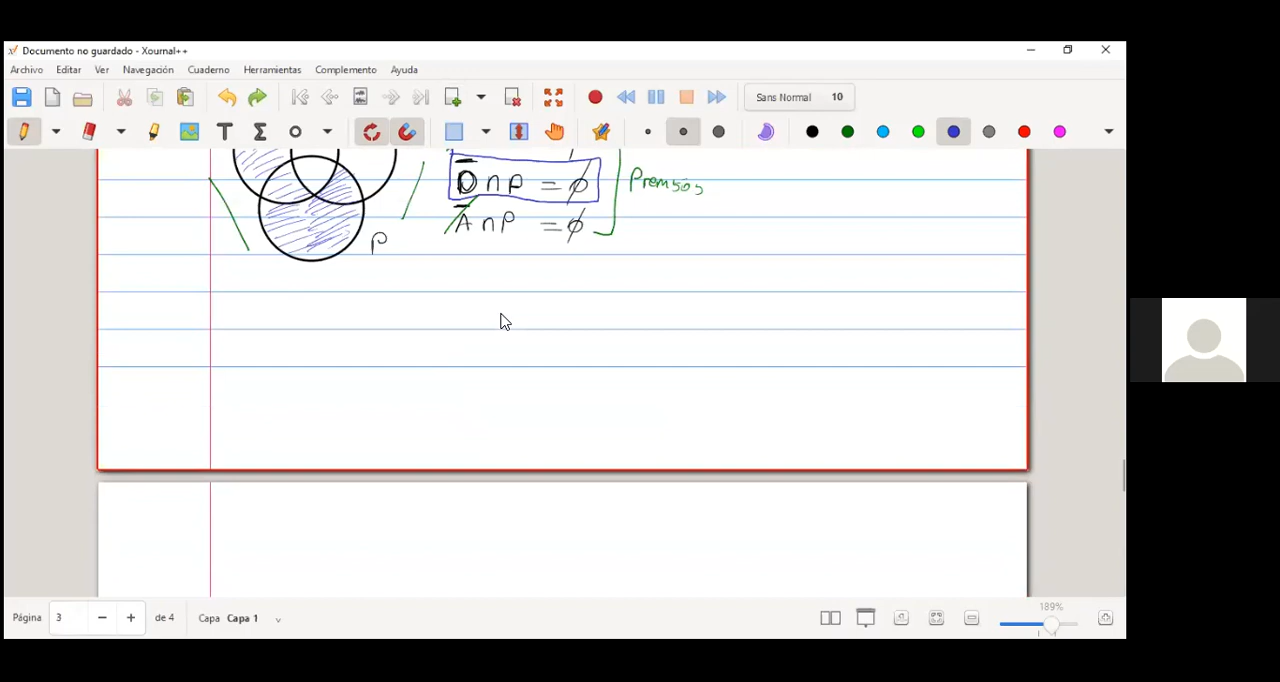 Documento no guardado - Xournal++
Archivo Editar Ver Navegación Cuaderno Herramientas Complemento Ayuda
Sans Normal 10
D̅ ∩ P = ∅
Premisas
A̅ ∩ P = ∅
P
Página 3 de 4 Capa Capa 1 189%